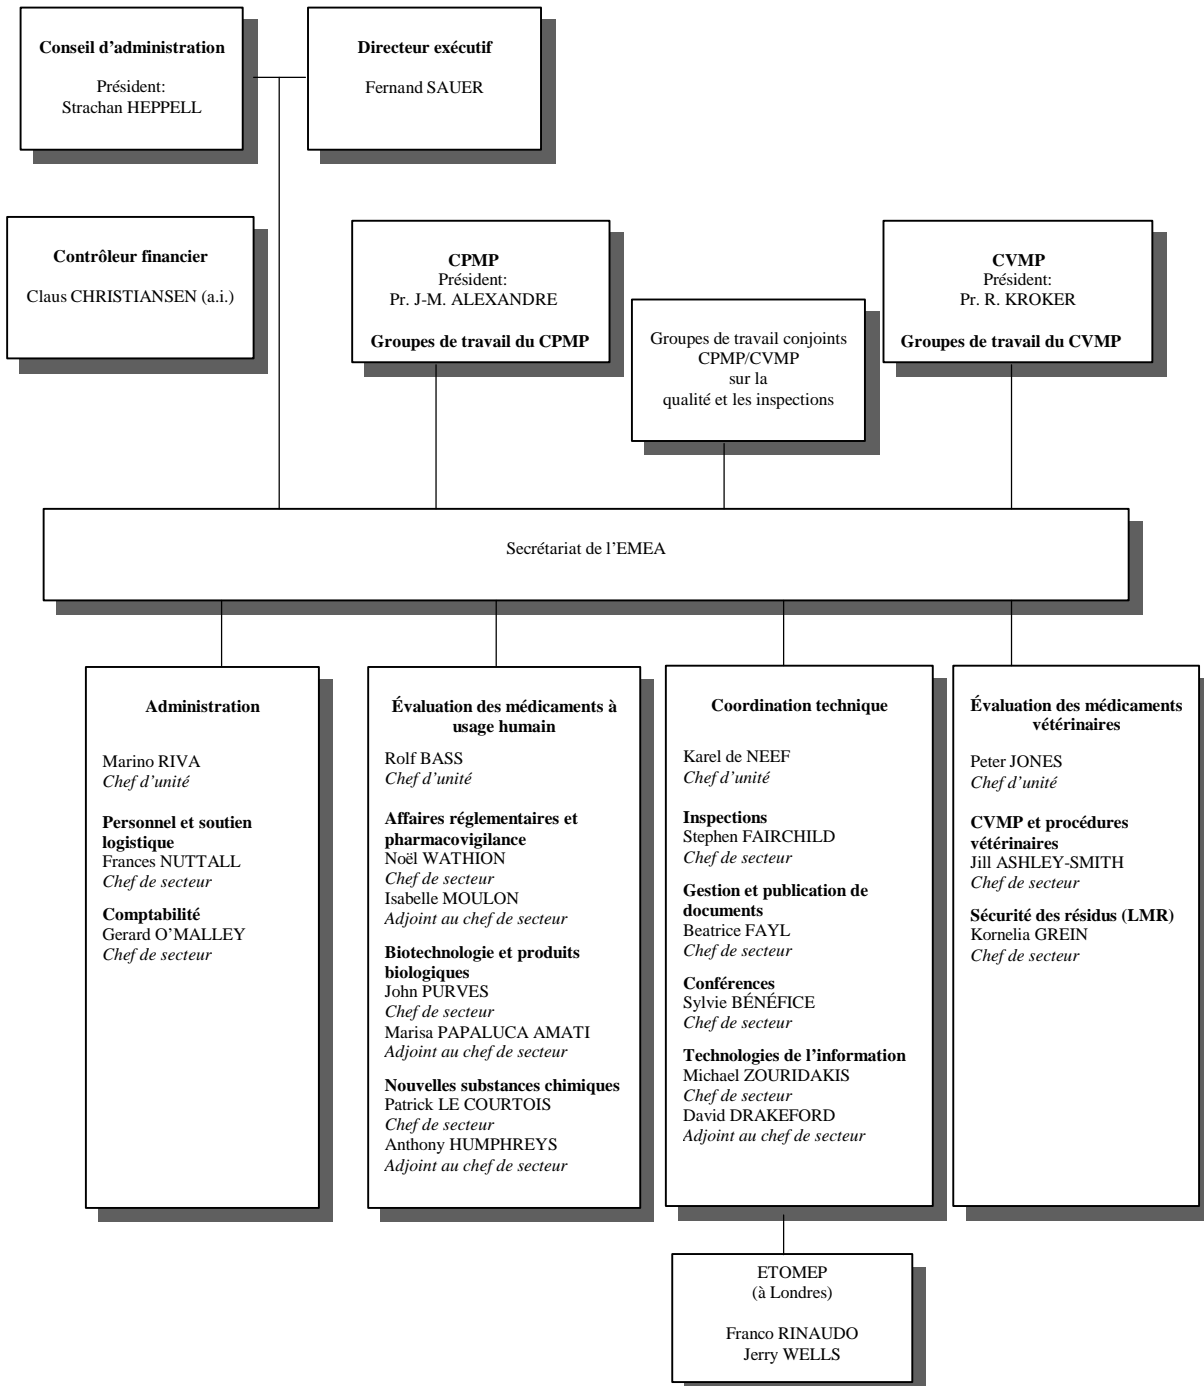 Conseil d’administration
Président:
Strachan HEPPELL
Directeur exécutif
Fernand SAUER
Contrôleur financier
Claus CHRISTIANSEN (a.i.)
CPMP
Président:
Pr. J-M. ALEXANDRE
Groupes de travail du CPMP
Groupes de travail conjoints
CPMP/CVMP
sur la
qualité et les inspections
CVMP
Président:
Pr. R. KROKER
Groupes de travail du CVMP
Secrétariat de l’EMEA
Administration
Marino RIVA
Chef d’unité
Personnel et soutien
logistique
Frances NUTTALL
Chef de secteur
Comptabilité
Gerard O’MALLEY
Chef de secteur
Évaluation des médicaments à
usage humain
Rolf BASS
Chef d’unité
Affaires réglementaires et
pharmacovigilance
Noël WATHION
Chef de secteur
Isabelle MOULON
Adjoint au chef de secteur
Biotechnologie et produits
biologiques
John PURVES
Chef de secteur
Marisa PAPALUCA AMATI
Adjoint au chef de secteur
Nouvelles substances chimiques
Patrick LE COURTOIS
Chef de secteur
Anthony HUMPHREYS
Adjoint au chef de secteur
Coordination technique
Karel de NEEF
Chef d’unité
Inspections
Stephen FAIRCHILD
Chef de secteur
Gestion et publication de
documents
Beatrice FAYL
Chef de secteur
Conférences
Sylvie BÉNÉFICE
Chef de secteur
Technologies de l’information
Michael ZOURIDAKIS
Chef de secteur
David DRAKEFORD
Adjoint au chef de secteur
Évaluation des médicaments
vétérinaires
Peter JONES
Chef d’unité
CVMP et procédures
vétérinaires
Jill ASHLEY-SMITH
Chef de secteur
Sécurité des résidus (LMR)
Kornelia GREIN
Chef de secteur
ETOMEP
(à Londres)
Franco RINAUDO
Jerry WELLS